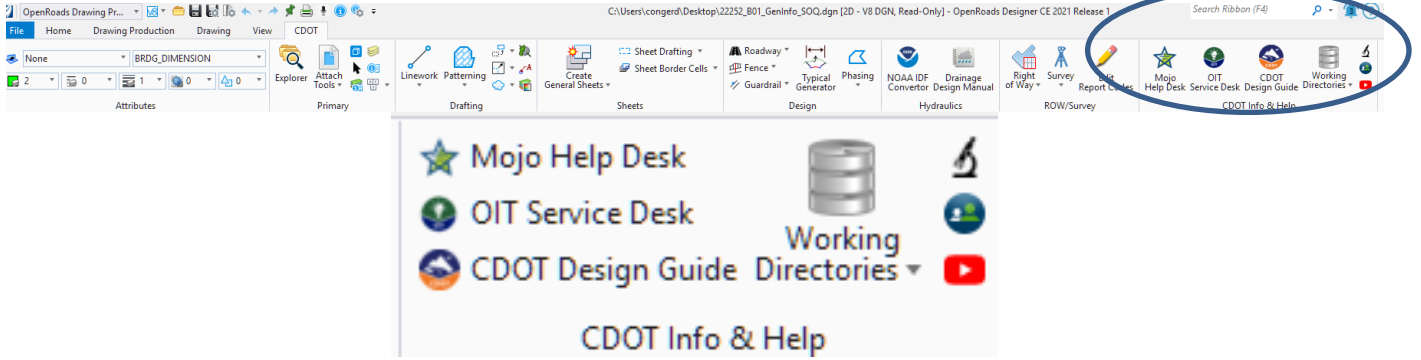 OpenRoads Drawing Pr...
C:\Users\congerd\Desktop\22252_B01_GenInfo_SOQ.dgn [2D - V8 DGN, Read-Only] - OpenRoads Designer CE 2021 Release 1
Search Ribbon (F4)
File Home Drawing Production Drawing View CDOT
None BRDG_DIMENSION
2 0 1 0 0
Attributes
Explorer Attach Tools
Primary
Linework Patterning
Drafting
Create General Sheets
Sheet Drafting
Sheet Border Cells
Sheets
Roadway
Fence
Guardrail
Typical Generator
Phasing
Design
NOAA IDF Convertor
Drainage Design Manual
Hydraulics
Right of Way
Survey
Edit Report Codes
ROW/Survey
Mojo Help Desk
OIT Service Desk
CDOT Design Guide
Working Directories
CDOT Info & Help
Mojo Help Desk
OIT Service Desk
CDOT Design Guide
Working
Directories
CDOT Info & Help